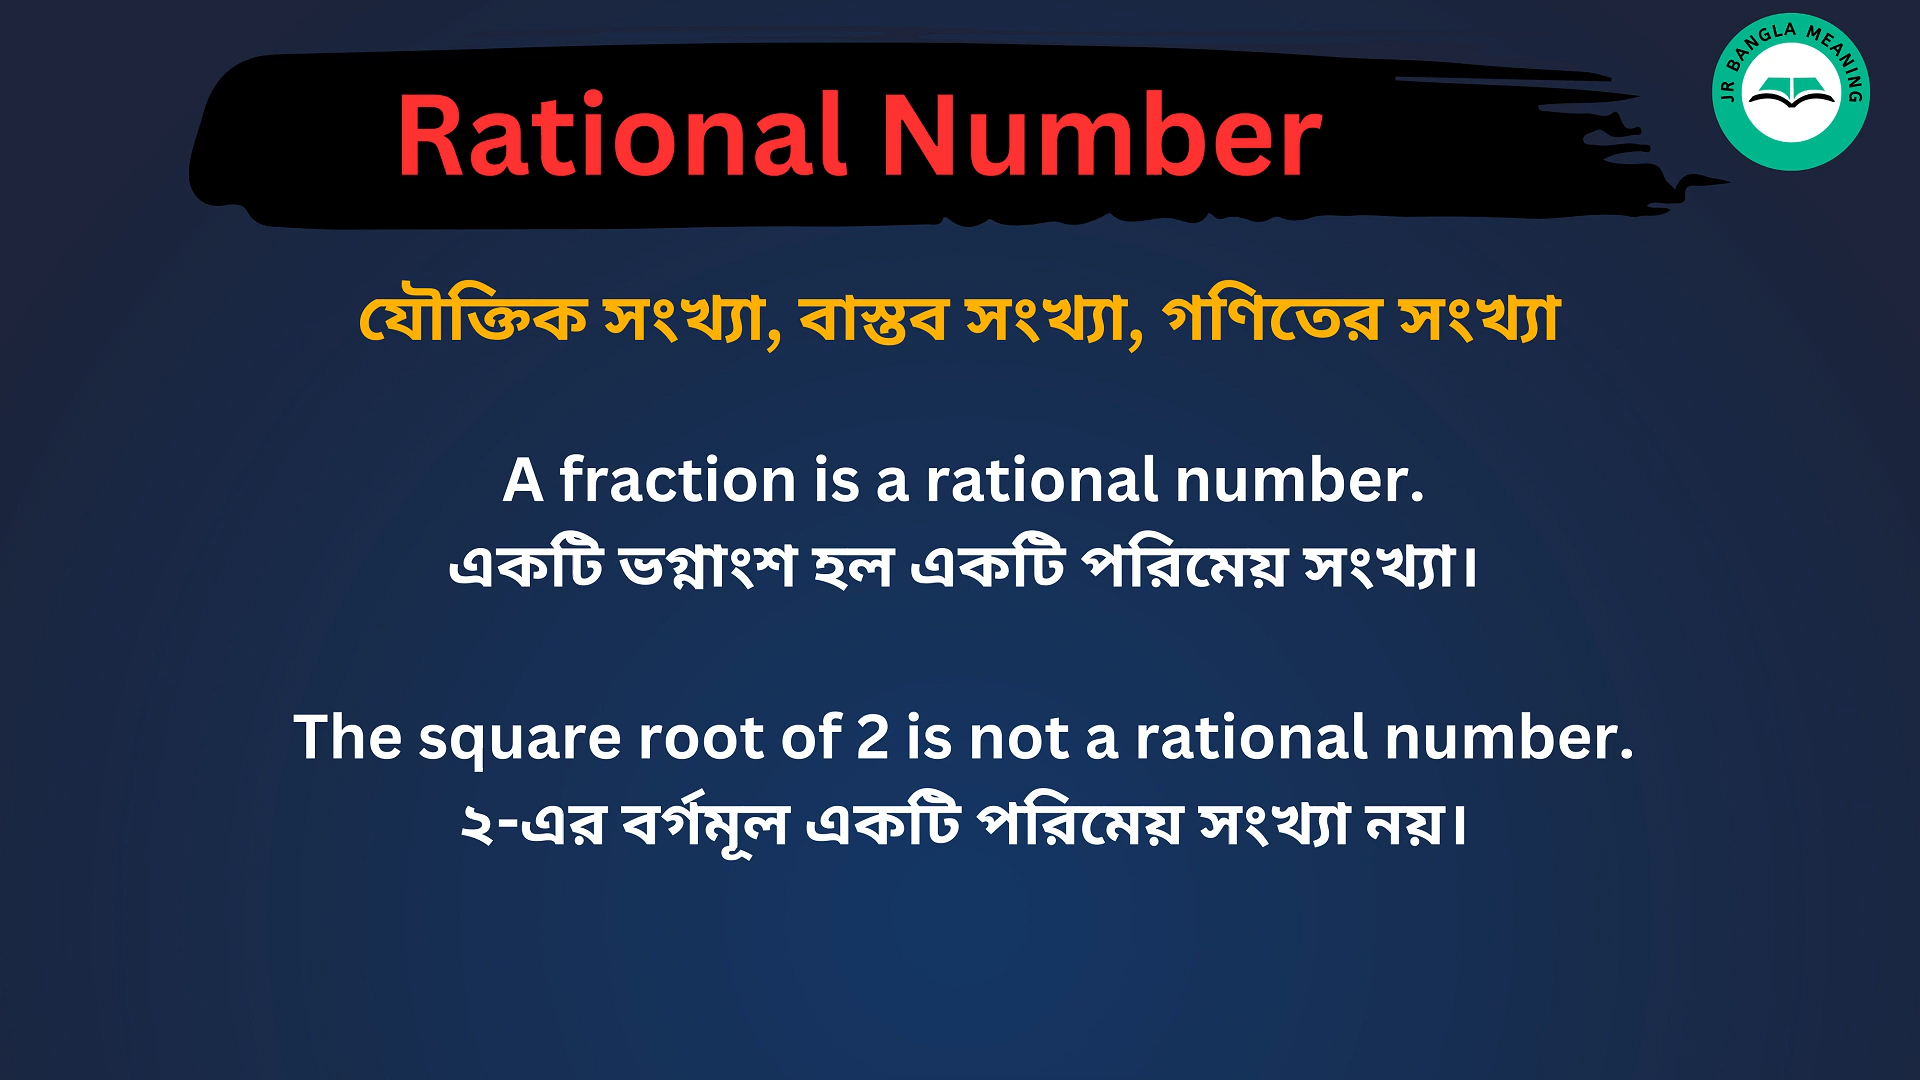 JR BANGLA MEANING
Rational Number
যৌক্তিক সংখ্যা, বাস্তব সংখ্যা, গণিতের সংখ্যা
A fraction is a rational number.
একটি ভগ্নাংশ হল একটি পরিমেয় সংখ্যা।
The square root of 2 is not a rational number.
২-এর বর্গমূল একটি পরিমেয় সংখ্যা নয়।